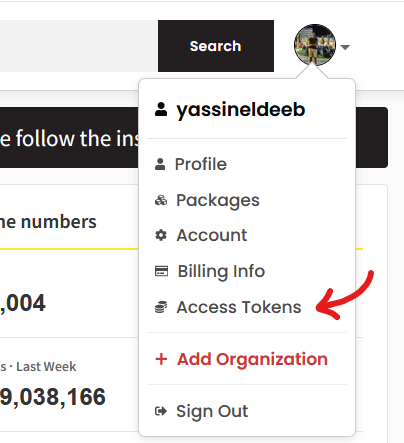 Search
yassineldeeb
e follow the ins
Profile
Packages
ne numbers
Account
Billing Info
,004
Access Tokens
Add Organization
s · Last Week
9,038,166
Sign Out